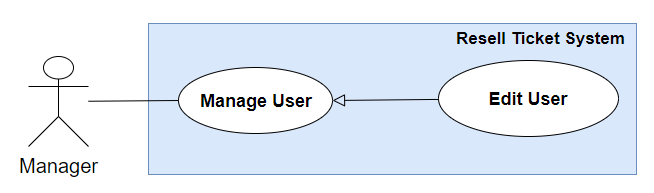 Resell Ticket System
Manage User
Edit User
Manager